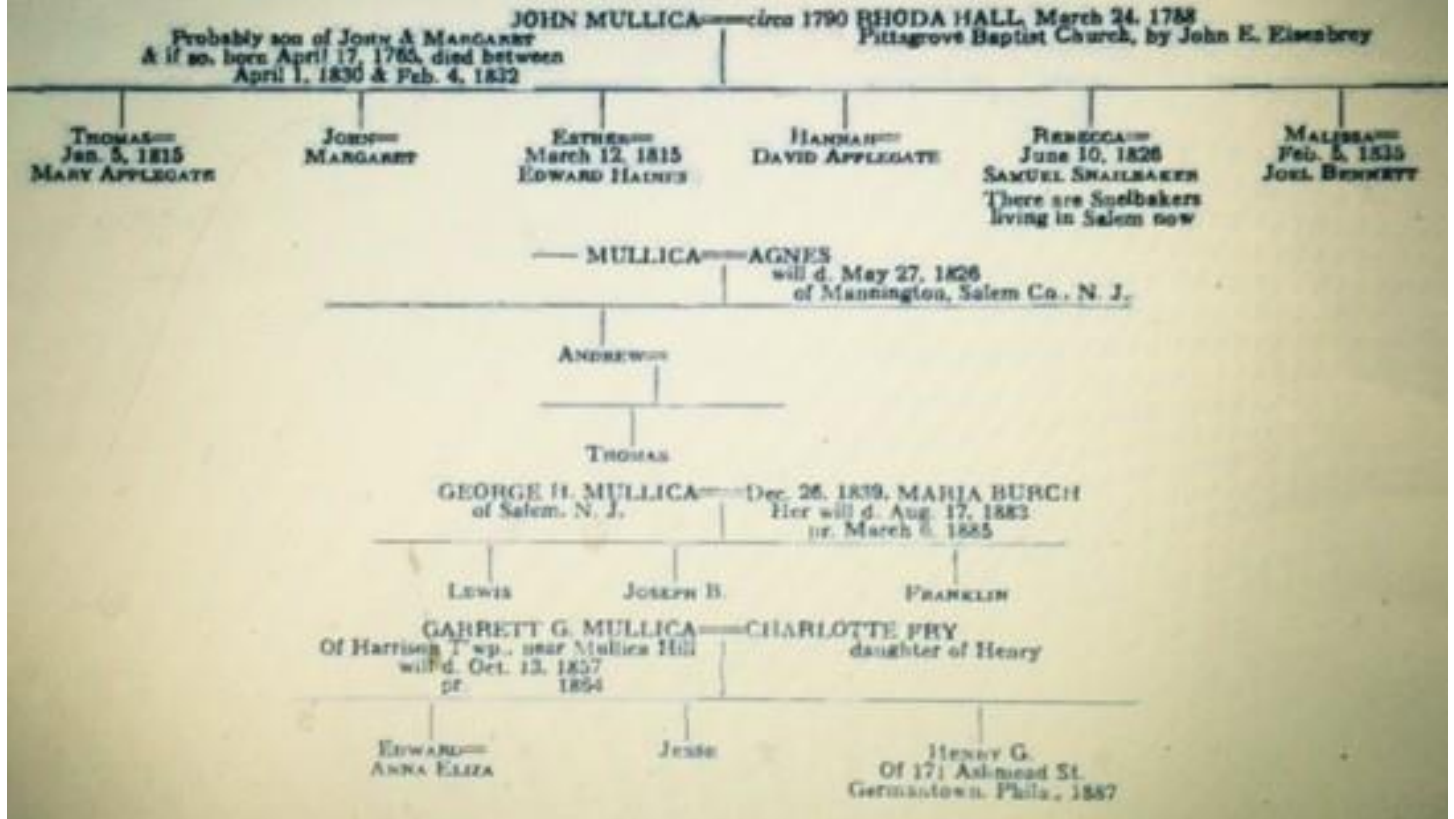 JOHN MULLICA══circa 1790 RHODA HALL, March 24, 1788
Probably son of JOHN & MARGARET
Pittsgrove Baptist Church, by John E. Eisenbrey
& if so, born April 17, 1765, died between
April 1, 1830 & Feb. 4, 1832
THOMAS══
Jan. 5, 1815
MARY APPLEGATE
JOHN══
MARGARET
ESTHER══
March 12, 1815
EDWARD HAINES
HANNAH══
DAVID APPLEGATE
REBECCA══
June 10, 1826
SAMUEL SNAILBAKER
There are Snelbakers
living in Salem now
MALISSA══
Feb. 5, 1835
JOEL BENNETT
—— MULLICA══AGNES
will d. May 27, 1826
of Mannington, Salem Co., N. J.
ANDREW══
THOMAS
GEORGE H. MULLICA══Dec. 26, 1839, MARIA BURCH
of Salem, N. J.
Her will d. Aug. 17, 1883
pr. March 6, 1885
LEWIS
JOSEPH B.
FRANKLIN
GARRETT G. MULLICA══CHARLOTTE FRY
Of Harrison Twp., near Mullica Hill
daughter of Henry
will d. Oct. 13, 1857
pr. 1864
EDWARD══
ANNA ELIZA
JESSE
HENRY G.
Of 171 Ashmead St.
Germantown, Phila., 1887